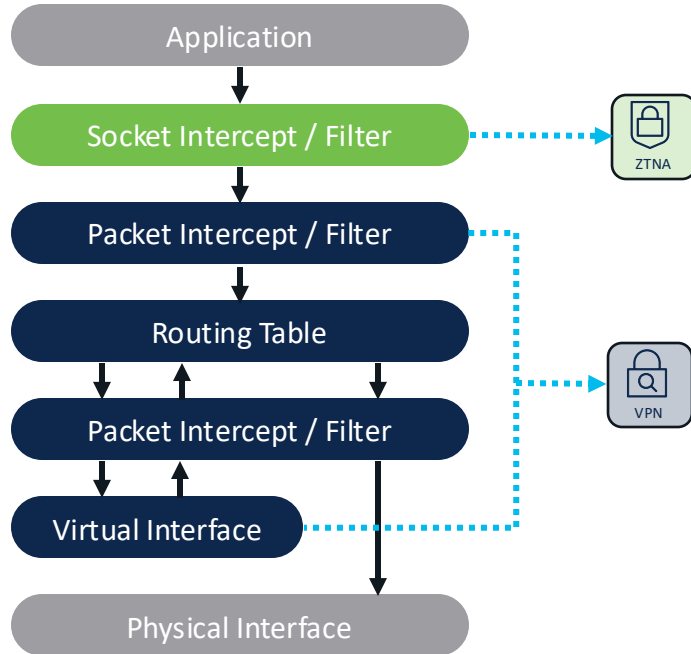 Application
Socket Intercept / Filter
ZTNA
Packet Intercept / Filter
Routing Table
VPN
Packet Intercept / Filter
Virtual Interface
Physical Interface